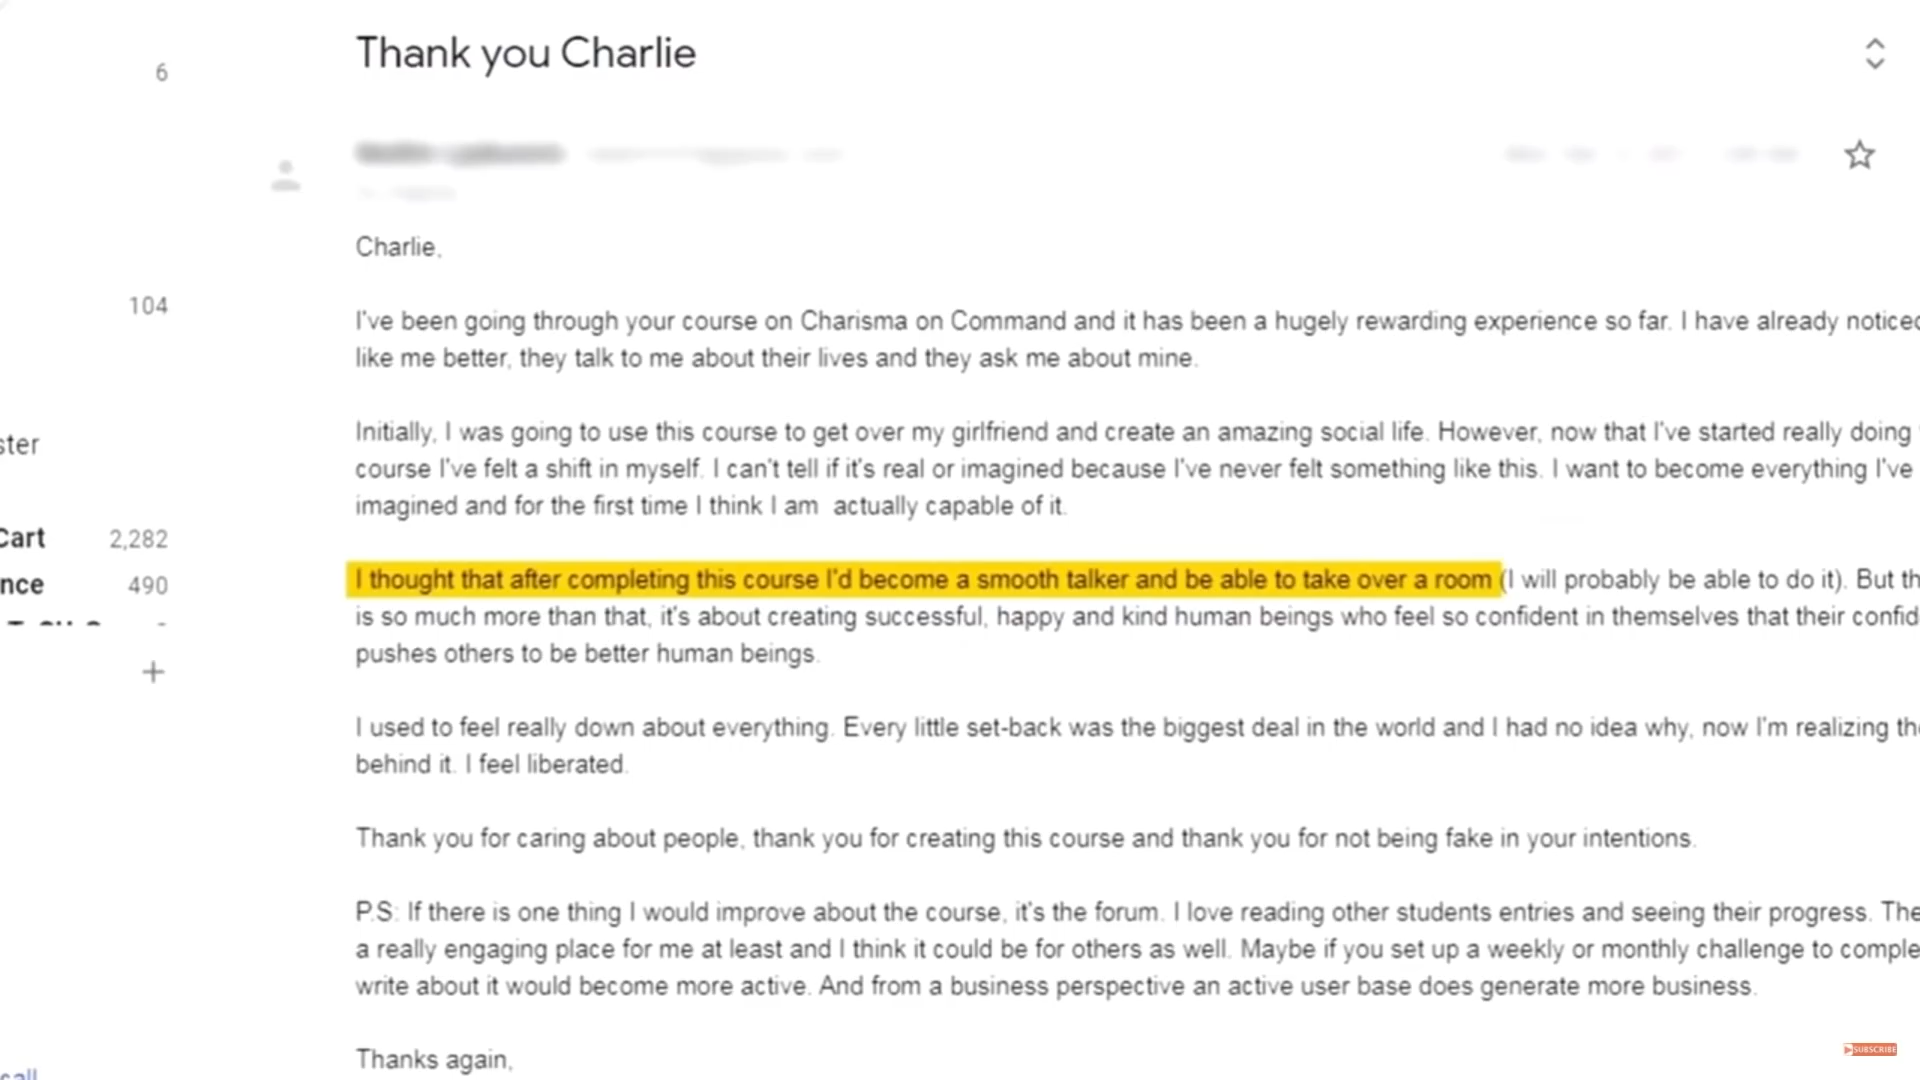 Thank you Charlie
6
Charlie,
104
I've been going through your course on Charisma on Command and it has been a hugely rewarding experience so far. I have already noticed
like me better, they talk to me about their lives and they ask me about mine.
Initially, I was going to use this course to get over my girlfriend and create an amazing social life. However, now that I've started really doing
ster
course I've felt a shift in myself. I can't tell if it's real or imagined because I've never felt something like this. I want to become everything I've
imagined and for the first time I think I am  actually capable of it.
Cart 2,282
nce 490
I thought that after completing this course I'd become a smooth talker and be able to take over a room (I will probably be able to do it). But th
is so much more than that, it's about creating successful, happy and kind human beings who feel so confident in themselves that their confid
pushes others to be better human beings.
I used to feel really down about everything. Every little set-back was the biggest deal in the world and I had no idea why, now I'm realizing the
behind it. I feel liberated.
Thank you for caring about people, thank you for creating this course and thank you for not being fake in your intentions.
P.S: If there is one thing I would improve about the course, it's the forum. I love reading other students entries and seeing their progress. The
a really engaging place for me at least and I think it could be for others as well. Maybe if you set up a weekly or monthly challenge to comple
write about it would become more active. And from a business perspective an active user base does generate more business.
Thanks again,
SUBSCRIBE
call